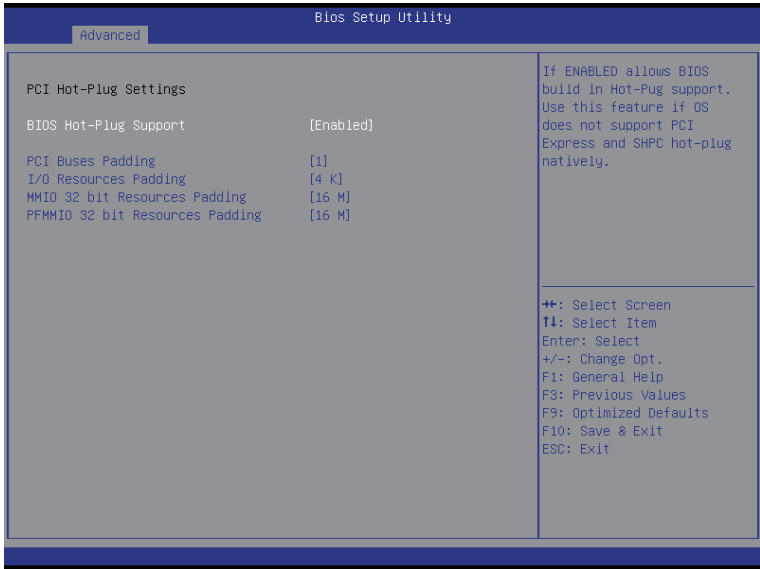 Bios Setup Utility
Advanced
PCI Hot-Plug Settings
BIOS Hot-Plug Support [Enabled]
PCI Buses Padding [1]
I/O Resources Padding [4 K]
MMIO 32 bit Resources Padding [16 M]
PFMMIO 32 bit Resources Padding [16 M]
If ENABLED allows BIOS
build in Hot-Pug support.
Use this feature if OS
does not support PCI
Express and SHPC hot-plug
natively.
→←: Select Screen
↑↓: Select Item
Enter: Select
+/-: Change Opt.
F1: General Help
F3: Previous Values
F9: Optimized Defaults
F10: Save & Exit
ESC: Exit